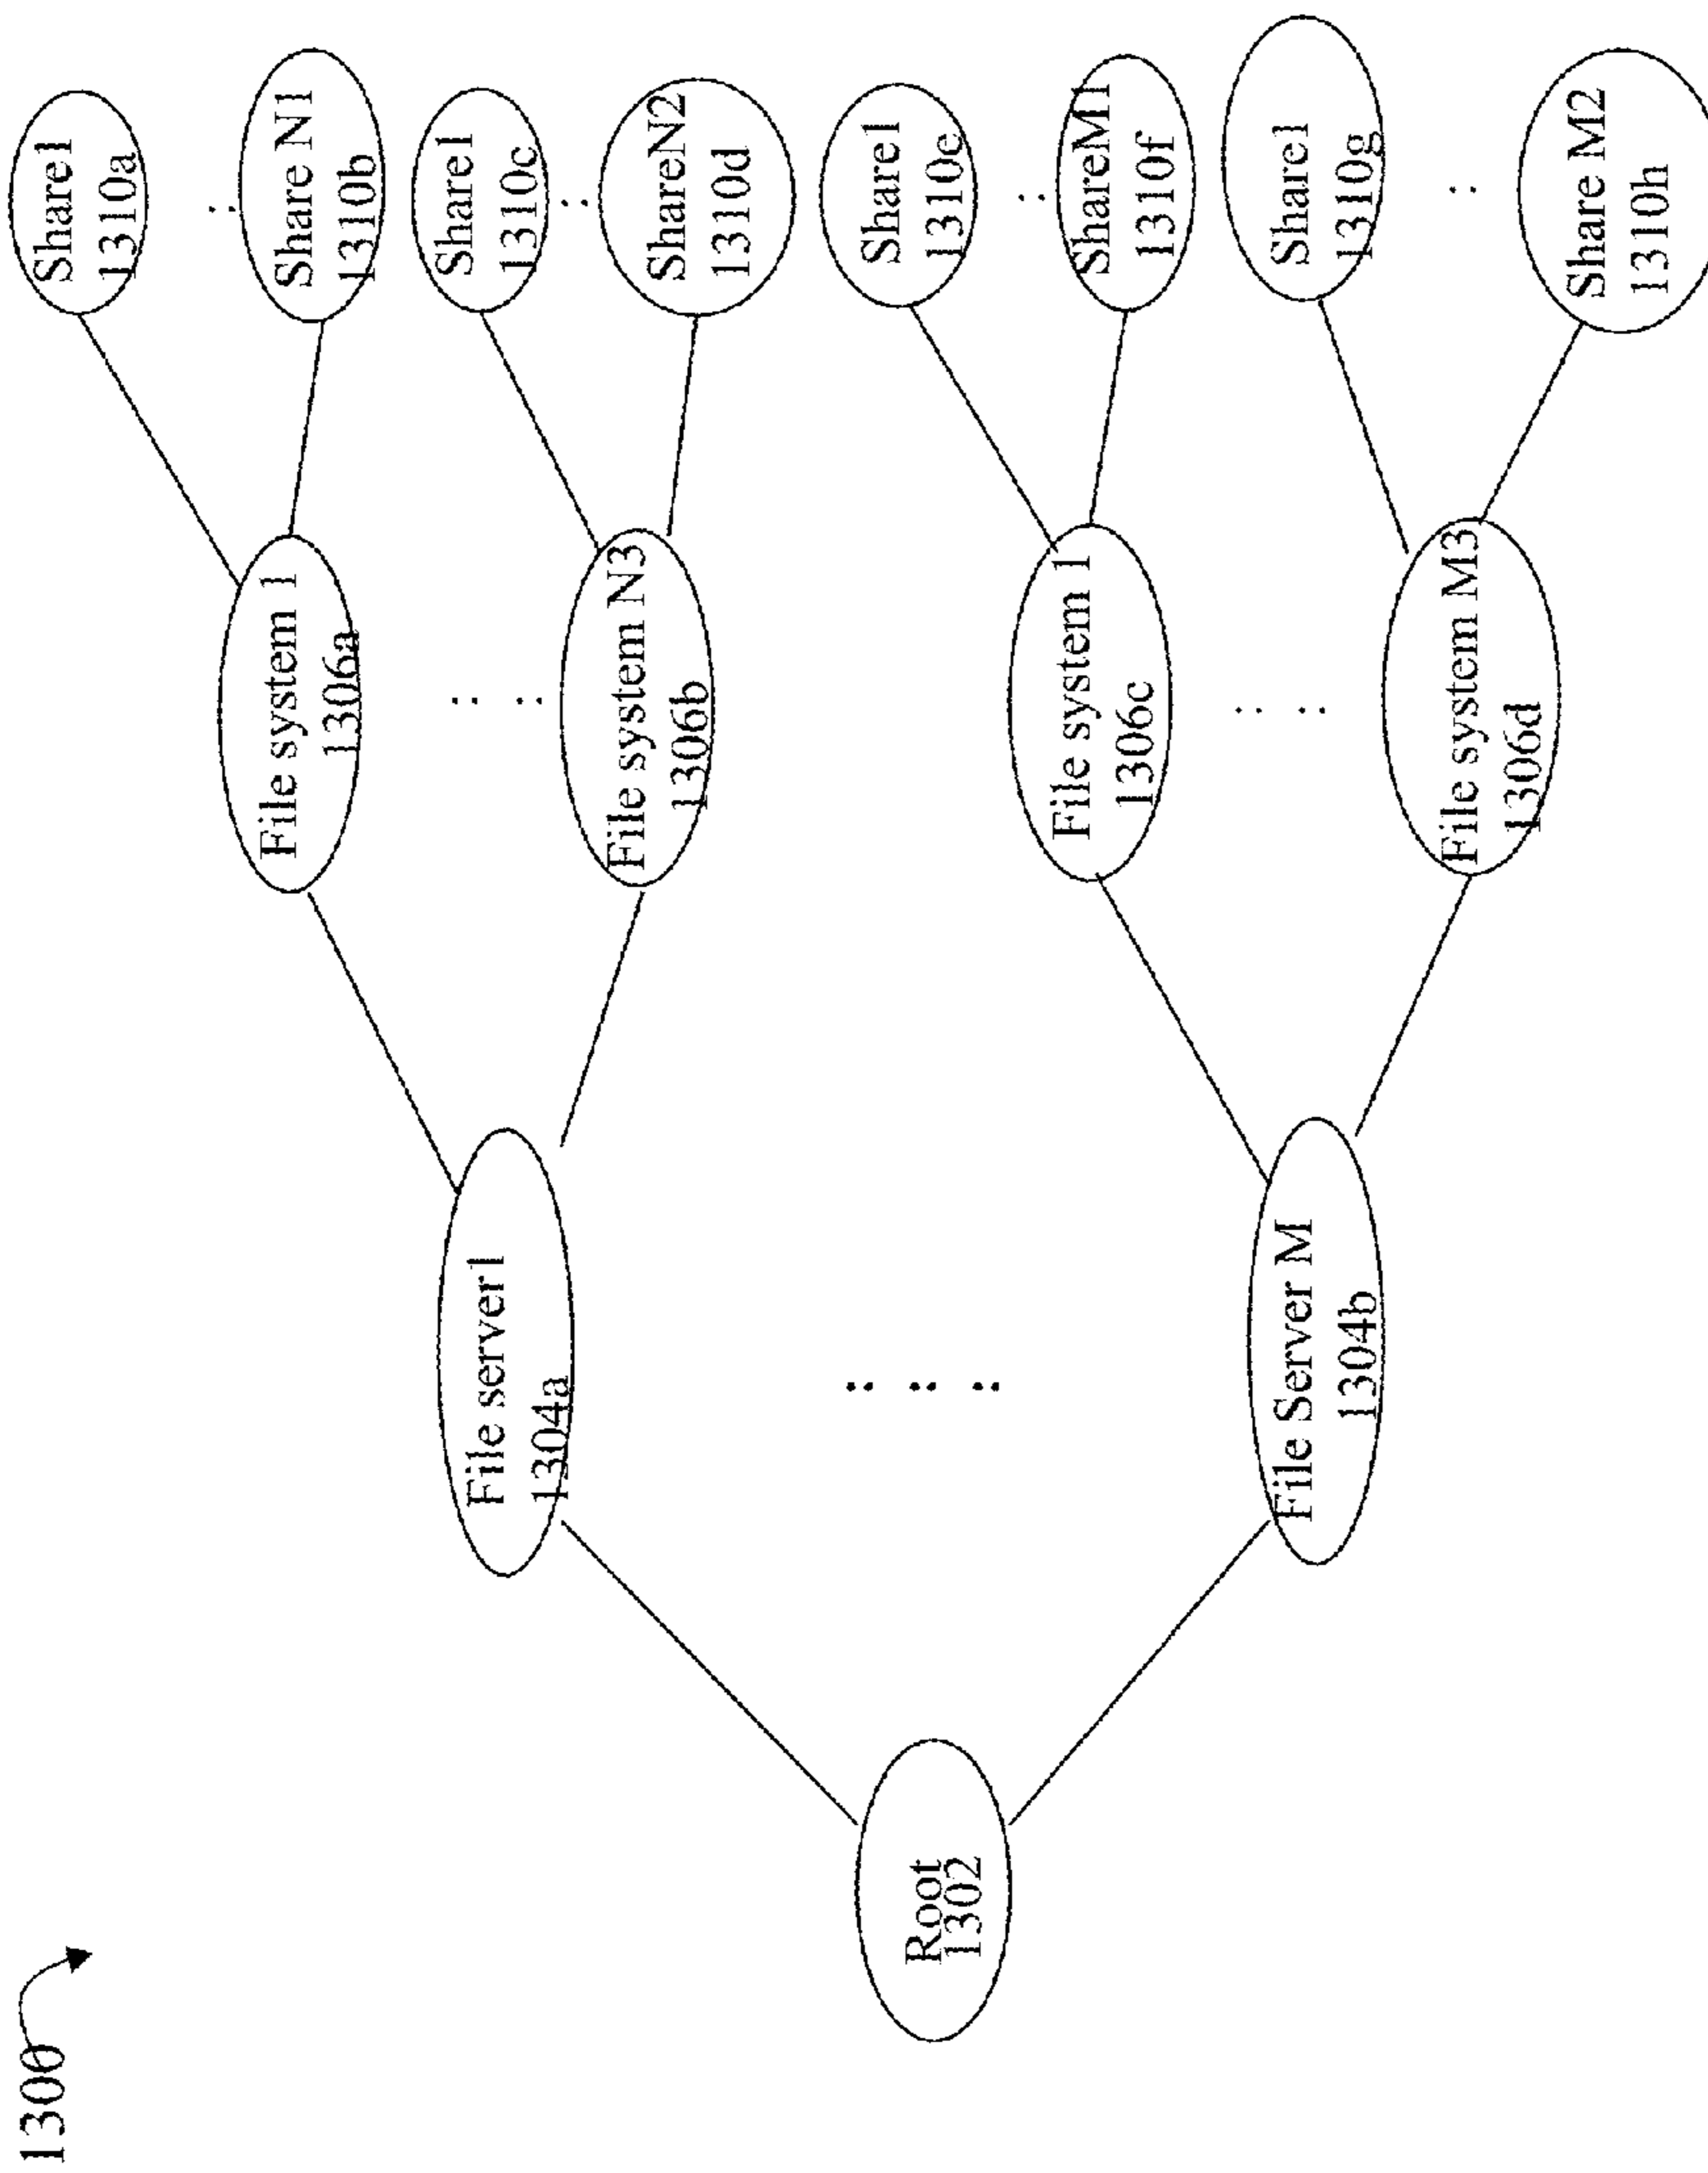 1300
Root
1302
File server1
1304a
File Server M
1304b
File system 1
1306a
File system N3
1306b
File system 1
1306c
File system M3
1306d
Share1
1310a
Share N1
1310b
Share1
1310c
ShareN2
1310d
Share1
1310e
ShareM1
1310f
Share1
1310g
Share M2
1310h